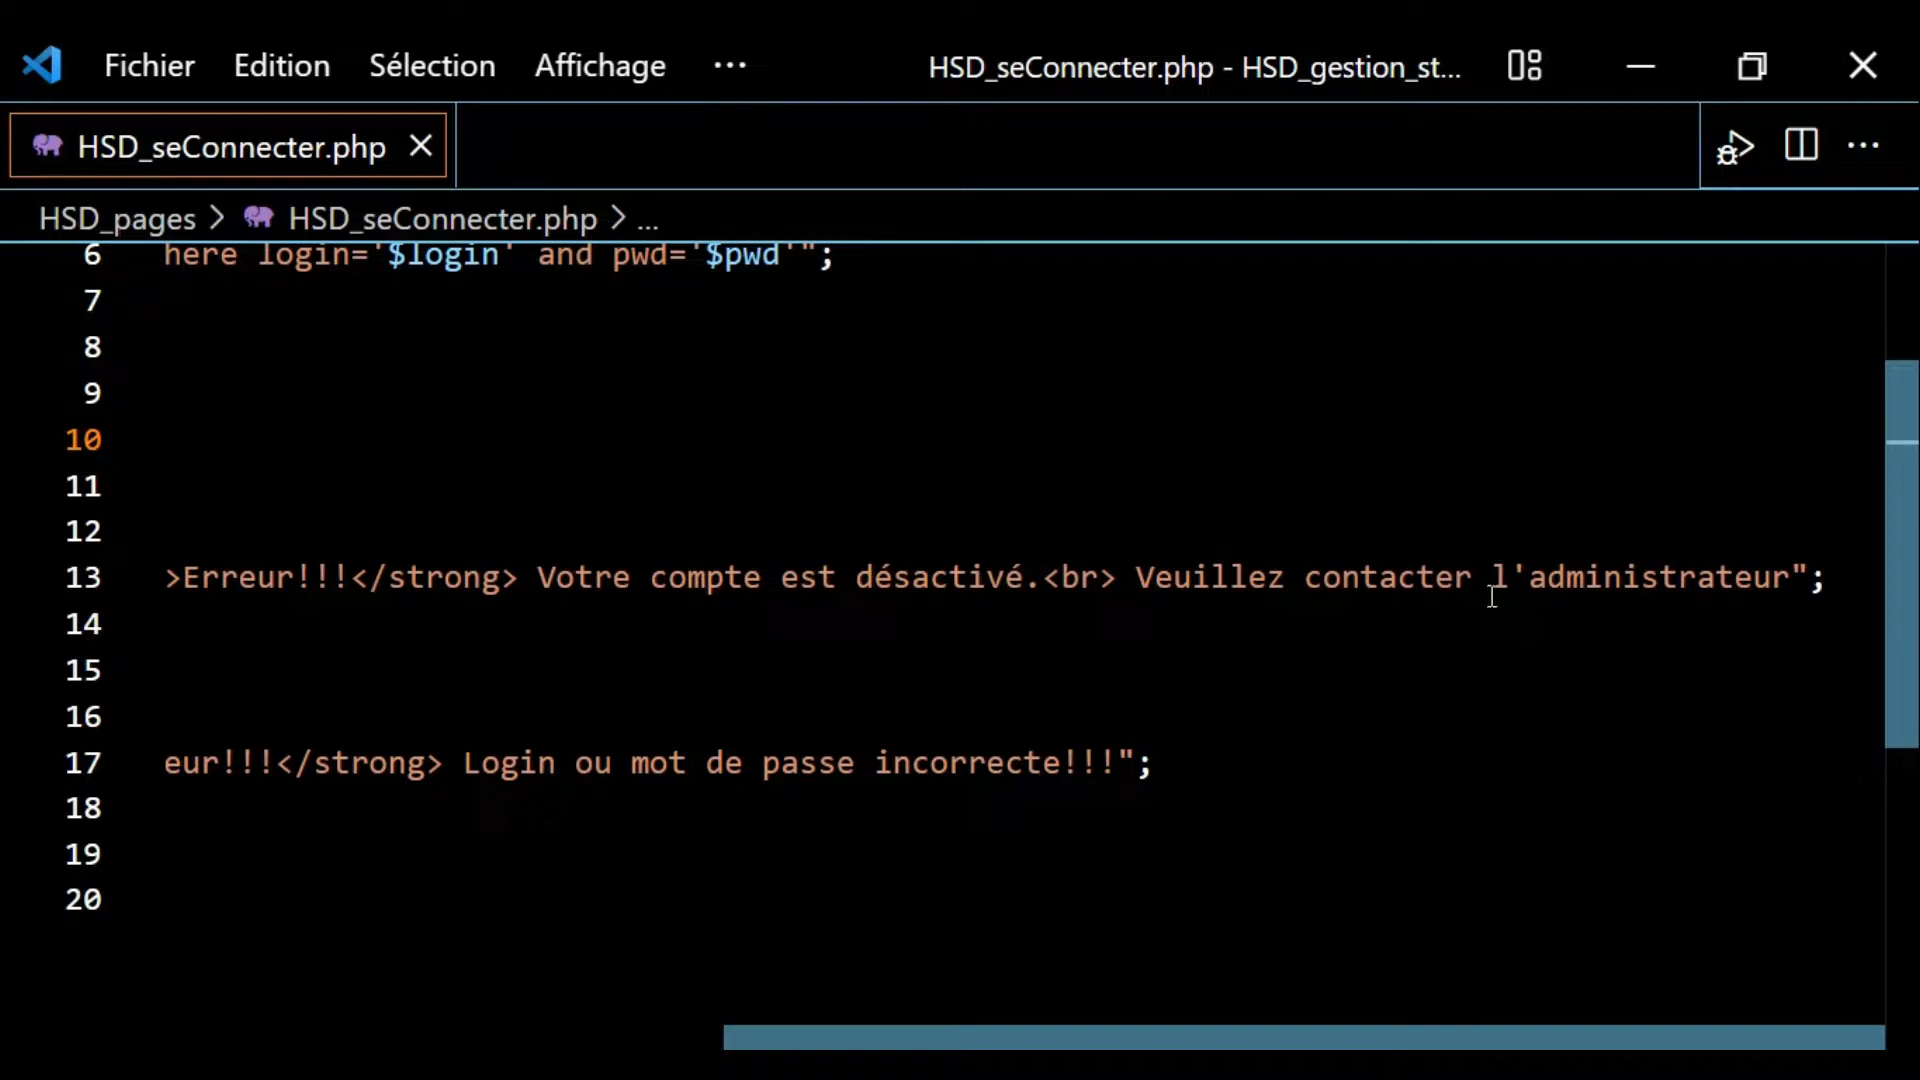 Fichier Edition Sélection Affichage ··· HSD_seConnecter.php - HSD_gestion_st...
HSD_seConnecter.php
HSD_pages > HSD_seConnecter.php > ...
6 here login='$login' and pwd='$pwd'";
7
8
9
10
11
12
13 >Erreur!!!</strong> Votre compte est désactivé.<br> Veuillez contacter l'administrateur";
14
15
16
17 eur!!!</strong> Login ou mot de passe incorrecte!!!";
18
19
20